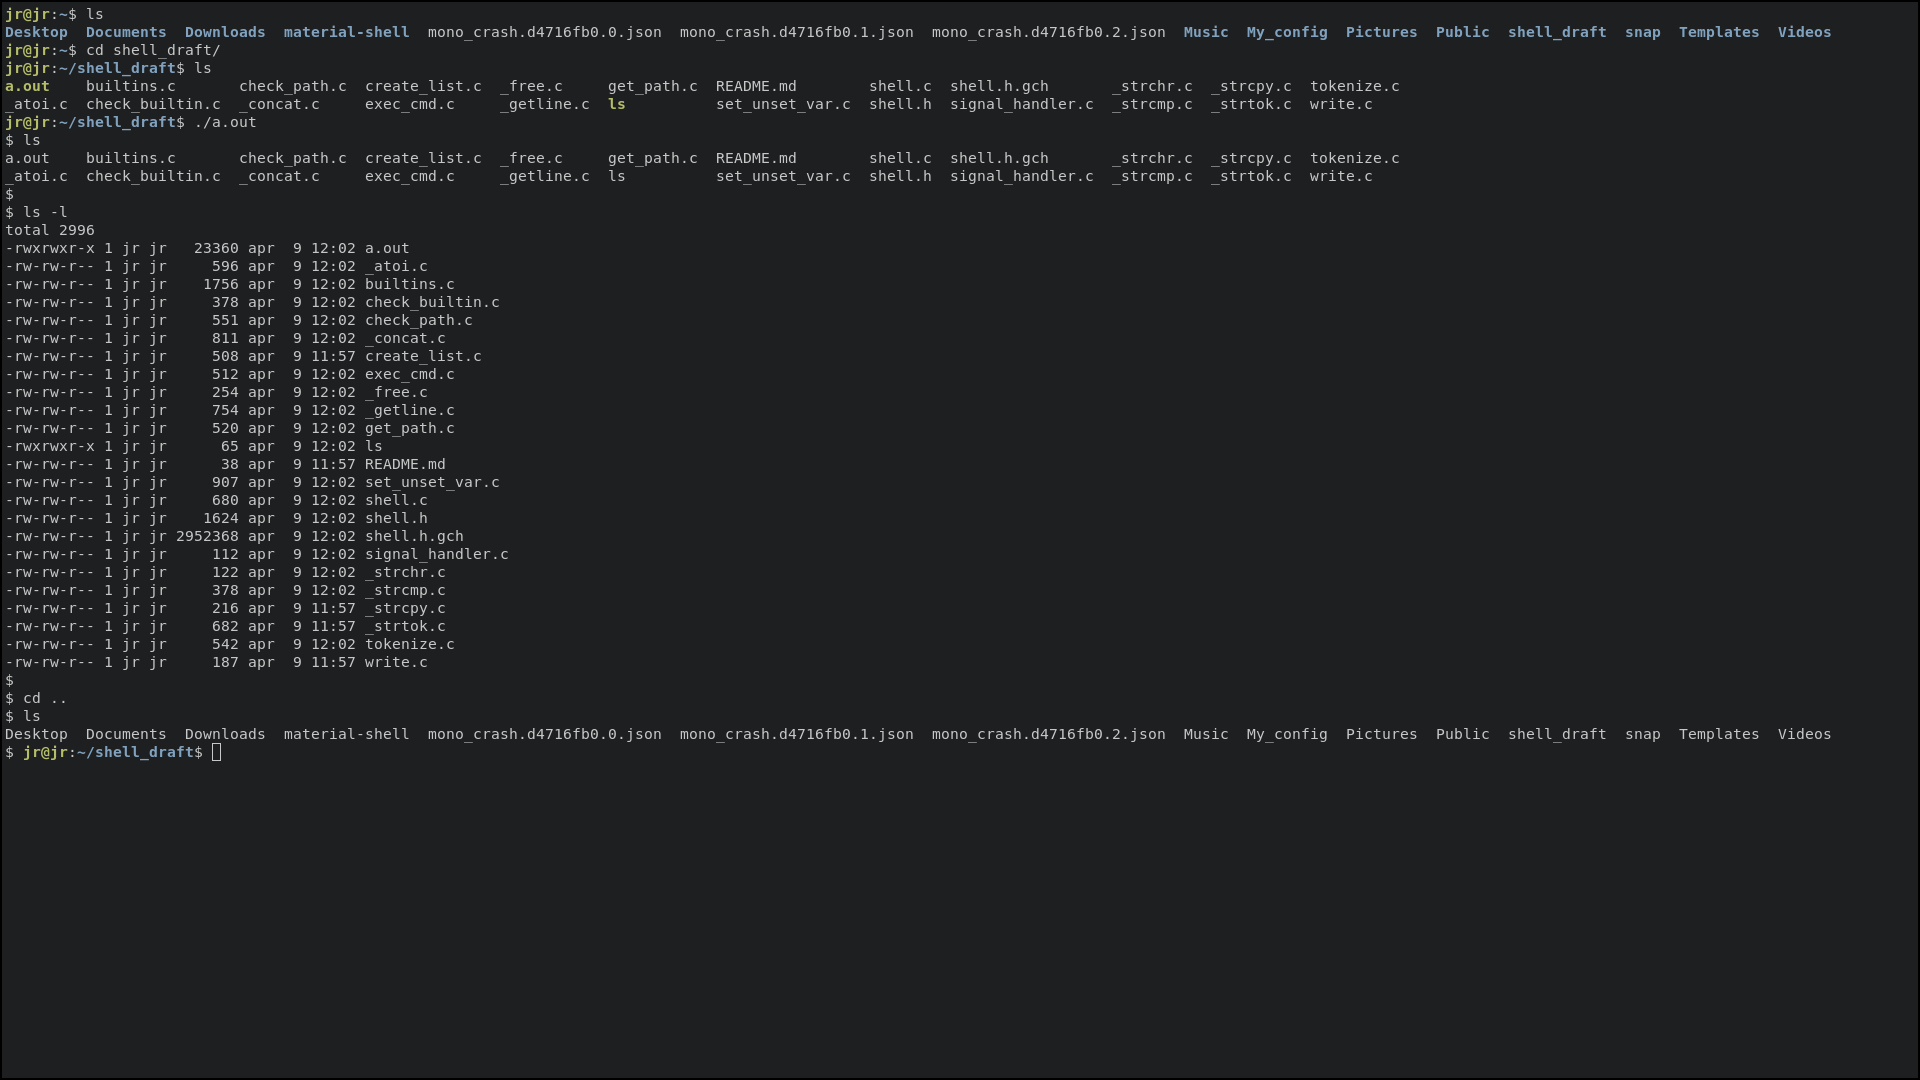 jr@jr:~$ ls
Desktop  Documents  Downloads  material-shell  mono_crash.d4716fb0.0.json  mono_crash.d4716fb0.1.json  mono_crash.d4716fb0.2.json  Music  My_config  Pictures  Public  shell_draft  snap  Templates  Videos
jr@jr:~$ cd shell_draft/
jr@jr:~/shell_draft$ ls
a.out    builtins.c       check_path.c  create_list.c  _free.c     get_path.c  README.md        shell.c  shell.h.gch       _strchr.c  _strcpy.c  tokenize.c
_atoi.c  check_builtin.c  _concat.c     exec_cmd.c     _getline.c  ls          set_unset_var.c  shell.h  signal_handler.c  _strcmp.c  _strtok.c  write.c
jr@jr:~/shell_draft$ ./a.out
$ ls
a.out    builtins.c       check_path.c  create_list.c  _free.c     get_path.c  README.md        shell.c  shell.h.gch       _strchr.c  _strcpy.c  tokenize.c
_atoi.c  check_builtin.c  _concat.c     exec_cmd.c     _getline.c  ls          set_unset_var.c  shell.h  signal_handler.c  _strcmp.c  _strtok.c  write.c
$
$ ls -l
total 2996
-rwxrwxr-x 1 jr jr   23360 apr  9 12:02 a.out
-rw-rw-r-- 1 jr jr     596 apr  9 12:02 _atoi.c
-rw-rw-r-- 1 jr jr    1756 apr  9 12:02 builtins.c
-rw-rw-r-- 1 jr jr     378 apr  9 12:02 check_builtin.c
-rw-rw-r-- 1 jr jr     551 apr  9 12:02 check_path.c
-rw-rw-r-- 1 jr jr     811 apr  9 12:02 _concat.c
-rw-rw-r-- 1 jr jr     508 apr  9 11:57 create_list.c
-rw-rw-r-- 1 jr jr     512 apr  9 12:02 exec_cmd.c
-rw-rw-r-- 1 jr jr     254 apr  9 12:02 _free.c
-rw-rw-r-- 1 jr jr     754 apr  9 12:02 _getline.c
-rw-rw-r-- 1 jr jr     520 apr  9 12:02 get_path.c
-rwxrwxr-x 1 jr jr      65 apr  9 12:02 ls
-rw-rw-r-- 1 jr jr      38 apr  9 11:57 README.md
-rw-rw-r-- 1 jr jr     907 apr  9 12:02 set_unset_var.c
-rw-rw-r-- 1 jr jr     680 apr  9 12:02 shell.c
-rw-rw-r-- 1 jr jr    1624 apr  9 12:02 shell.h
-rw-rw-r-- 1 jr jr 2952368 apr  9 12:02 shell.h.gch
-rw-rw-r-- 1 jr jr     112 apr  9 12:02 signal_handler.c
-rw-rw-r-- 1 jr jr     122 apr  9 12:02 _strchr.c
-rw-rw-r-- 1 jr jr     378 apr  9 12:02 _strcmp.c
-rw-rw-r-- 1 jr jr     216 apr  9 11:57 _strcpy.c
-rw-rw-r-- 1 jr jr     682 apr  9 11:57 _strtok.c
-rw-rw-r-- 1 jr jr     542 apr  9 12:02 tokenize.c
-rw-rw-r-- 1 jr jr     187 apr  9 11:57 write.c
$
$ cd ..
$ ls
Desktop  Documents  Downloads  material-shell  mono_crash.d4716fb0.0.json  mono_crash.d4716fb0.1.json  mono_crash.d4716fb0.2.json  Music  My_config  Pictures  Public  shell_draft  snap  Templates  Videos
$ jr@jr:~/shell_draft$